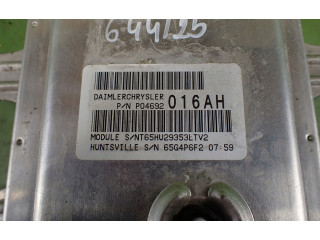 644125
DAIMLERCHRYSLER
P/N P04692 016AH
MODULE S/NT65HU29353LTV2
HUNTSVILLE S/N 65G4P6F2 07:59